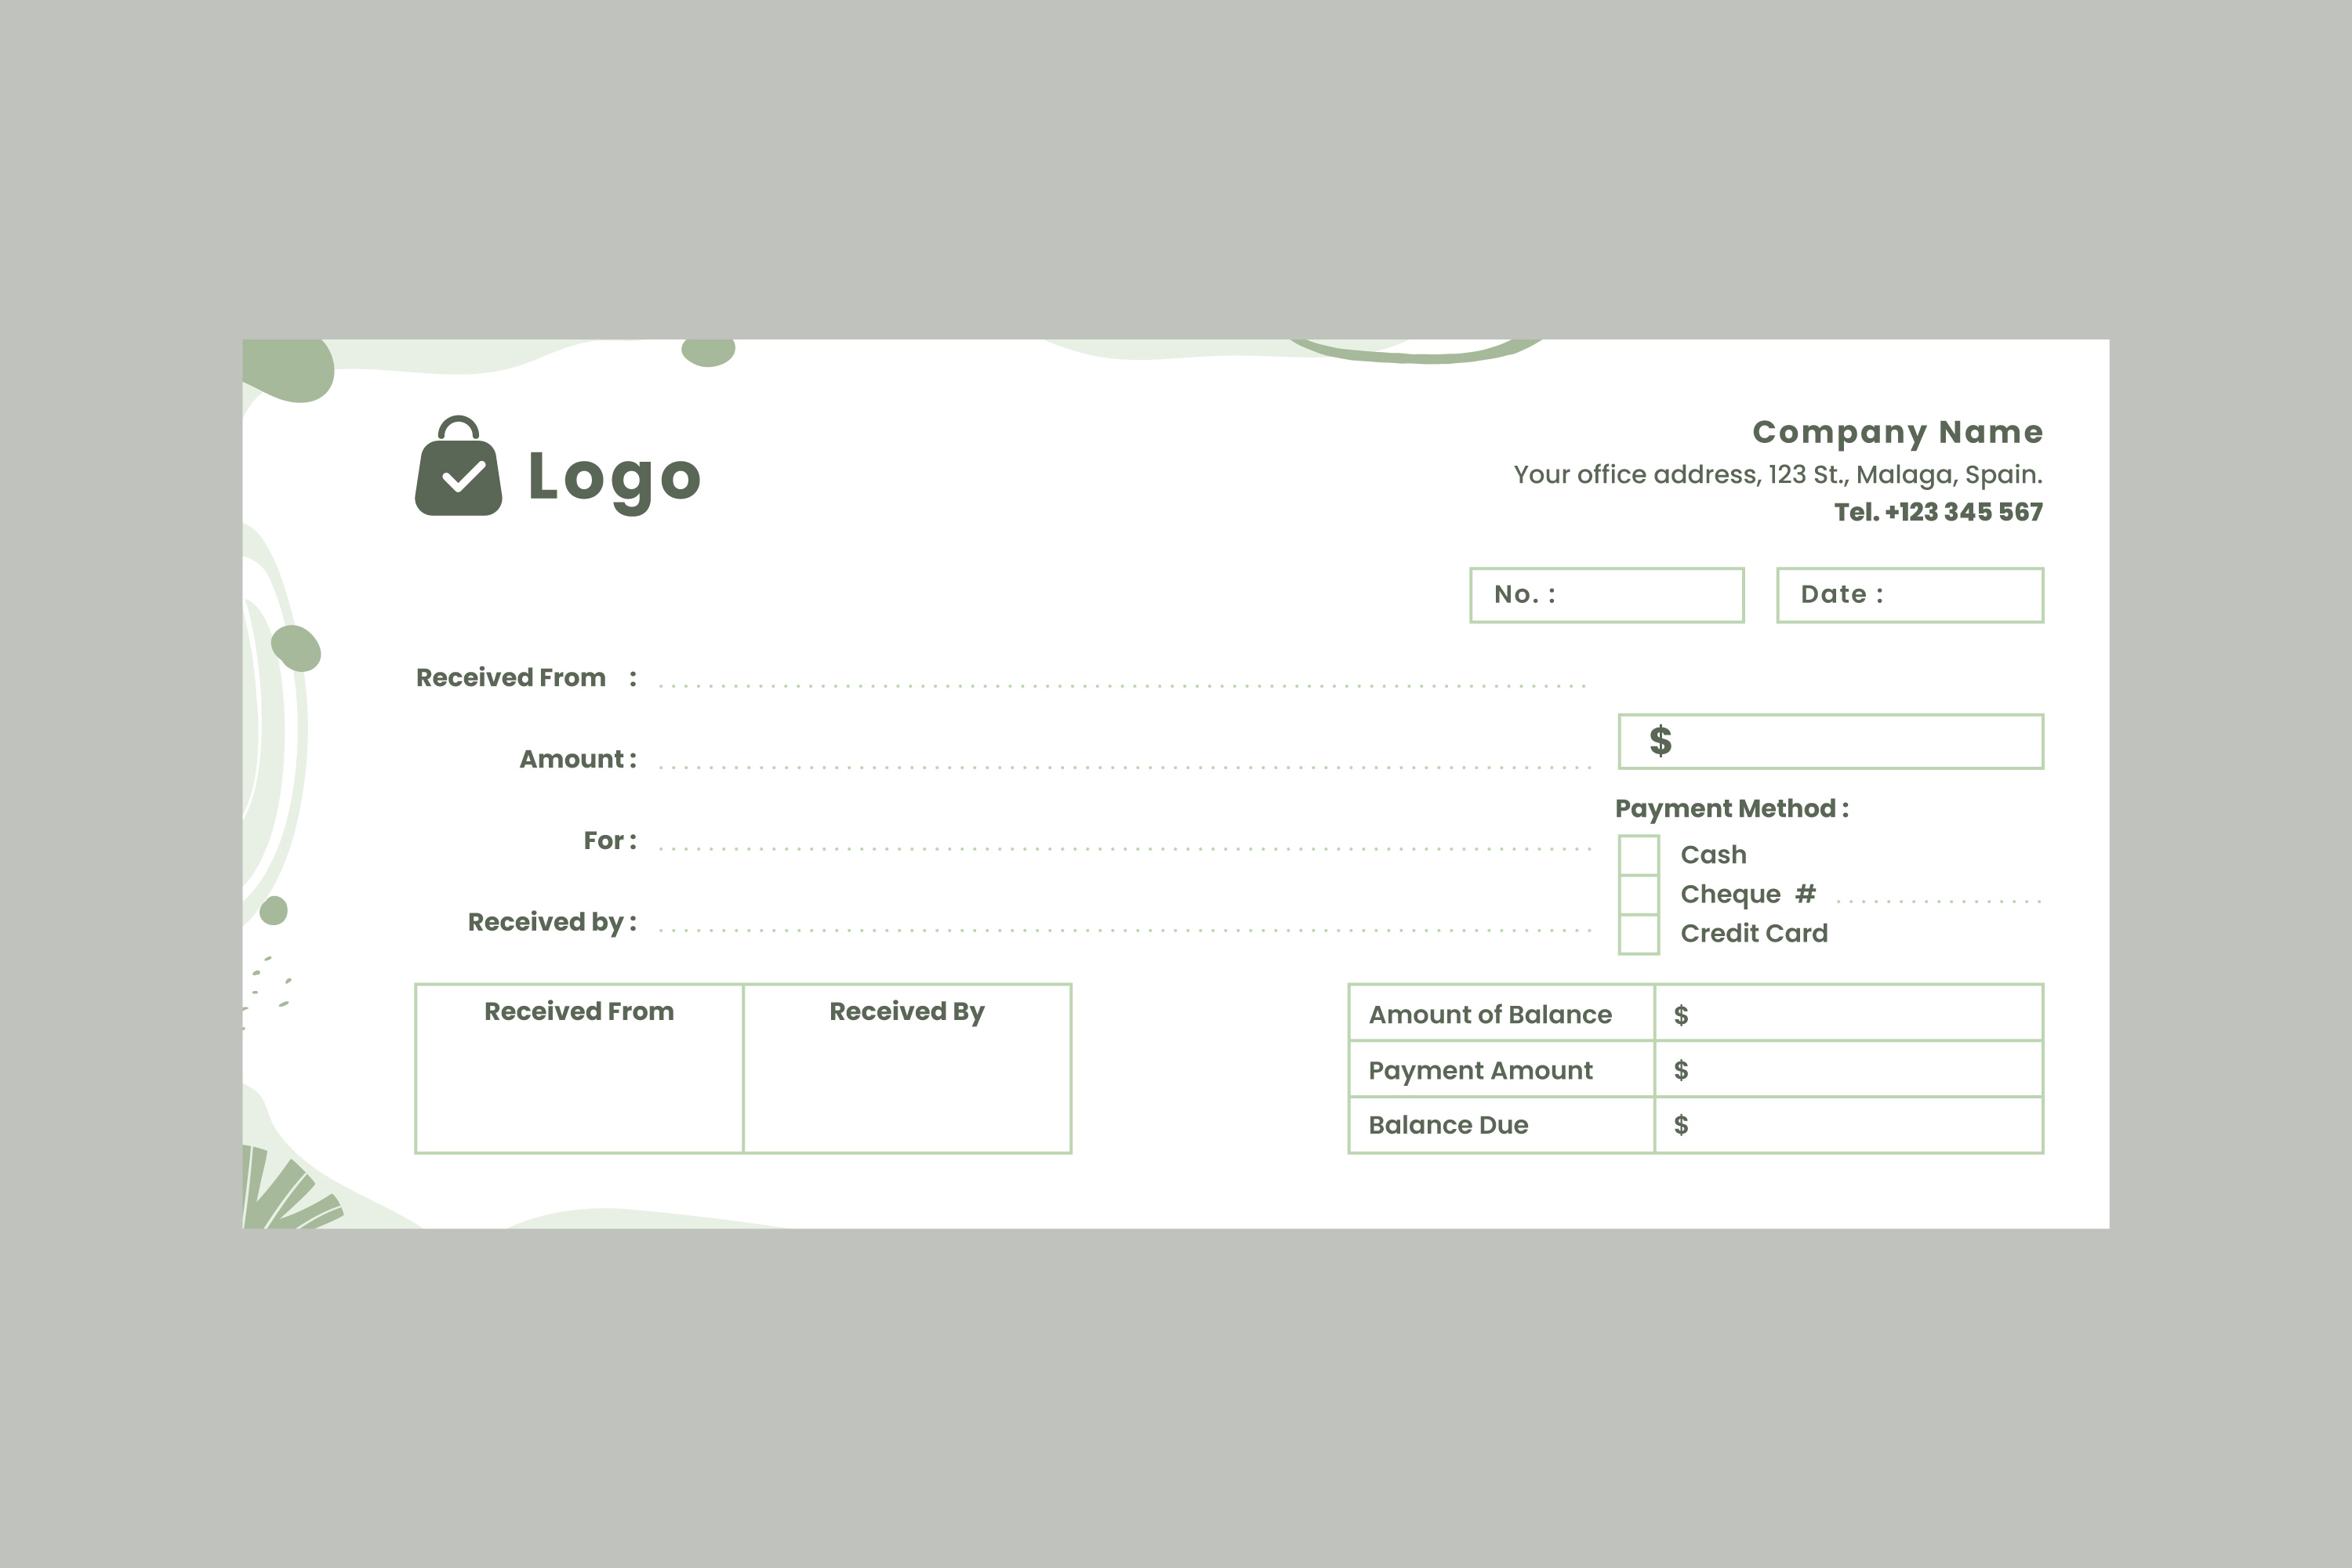 Logo
Company Name
Your office address, 123 St., Malaga, Spain.
Tel. +123 345 567
No. :
Date :
Received From :
Amount :
For :
Received by :
$
Payment Method :
Cash
Cheque #
Credit Card
Received From
Received By
Amount of Balance $
Payment Amount $
Balance Due $